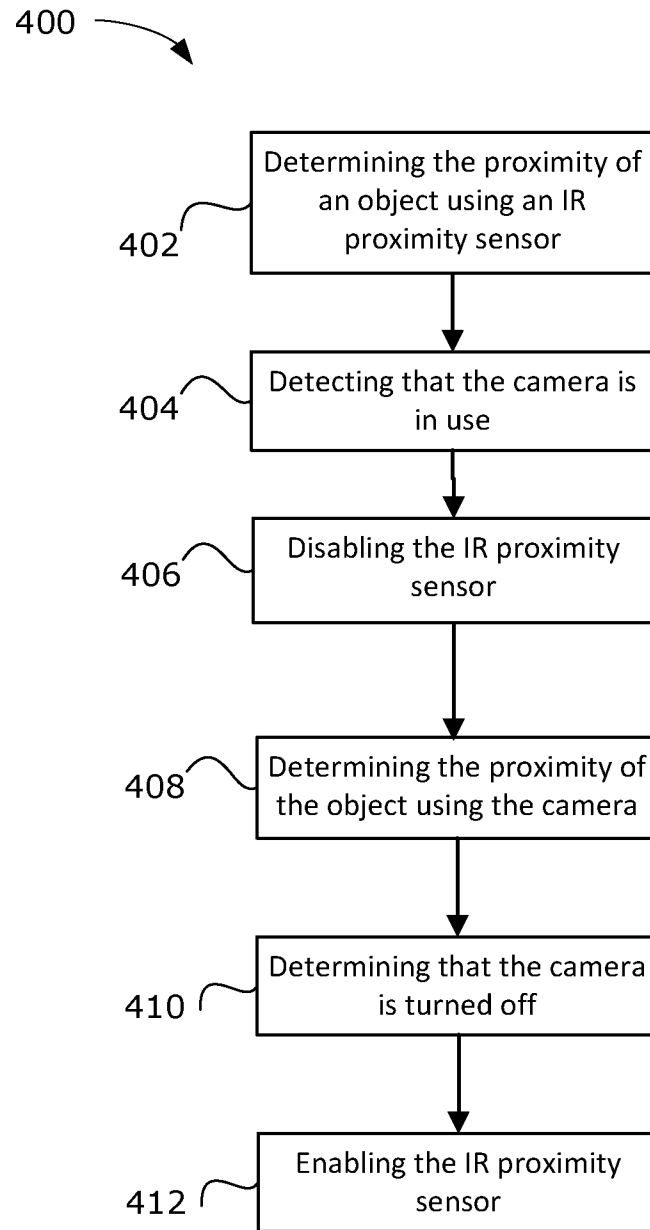 400
Determining the proximity of
an object using an IR
proximity sensor
402
Detecting that the camera is
in use
404
Disabling the IR proximity
sensor
406
Determining the proximity of
the object using the camera
408
Determining that the camera
is turned off
410
Enabling the IR proximity
sensor
412